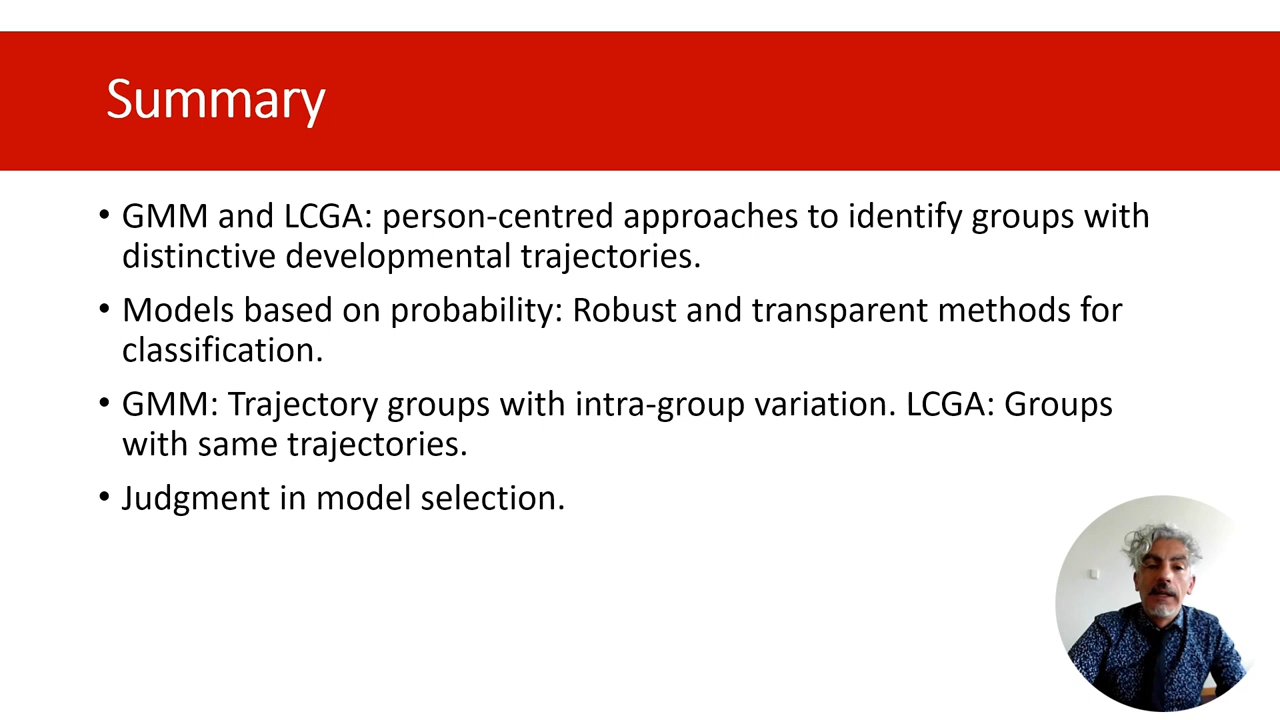 Summary
• GMM and LCGA: person-centred approaches to identify groups with
distinctive developmental trajectories.
• Models based on probability: Robust and transparent methods for
classification.
• GMM: Trajectory groups with intra-group variation. LCGA: Groups
with same trajectories.
• Judgment in model selection.